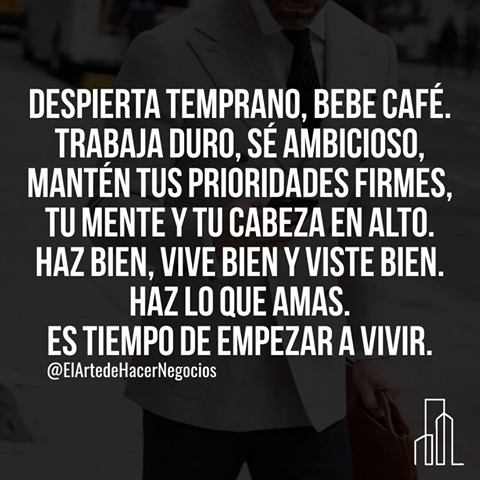 DESPIERTA TEMPRANO, BEBE CAFÉ.
TRABAJA DURO, SÉ AMBICIOSO,
MANTÉN TUS PRIORIDADES FIRMES,
TU MENTE Y TU CABEZA EN ALTO.
HAZ BIEN, VIVE BIEN Y VISTE BIEN.
HAZ LO QUE AMAS.
ES TIEMPO DE EMPEZAR A VIVIR.
@ElArtedeHacerNegocios